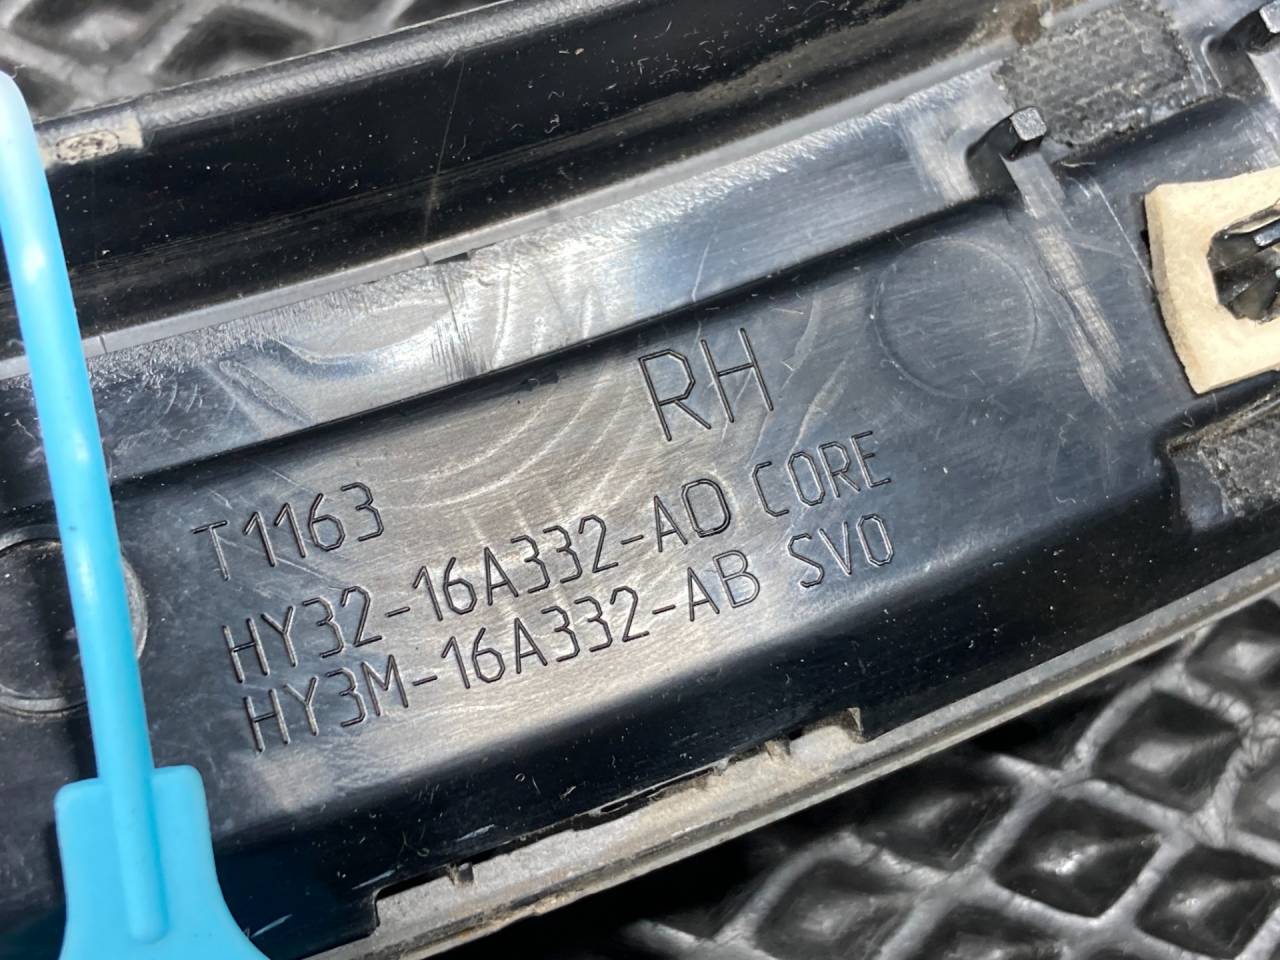 RH
T1163
HY32-16A332-AD CORE
HY3M-16A332-AB SVO